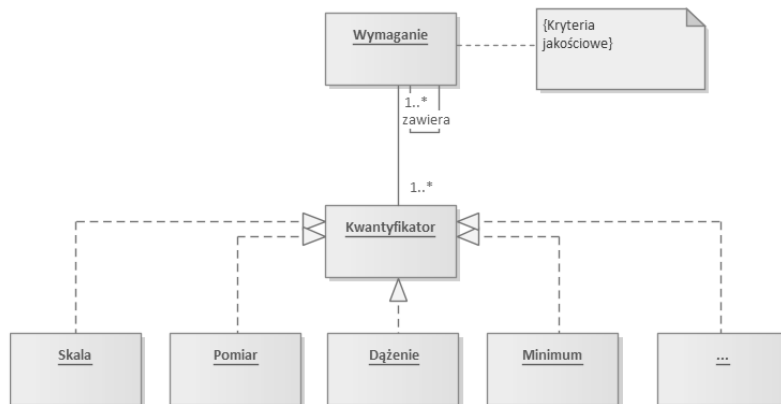 Wymaganie
{Kryteria
jakościowe}
1..*
zawiera
1..*
Kwantyfikator
Skala
Pomiar
Dążenie
Minimum
...